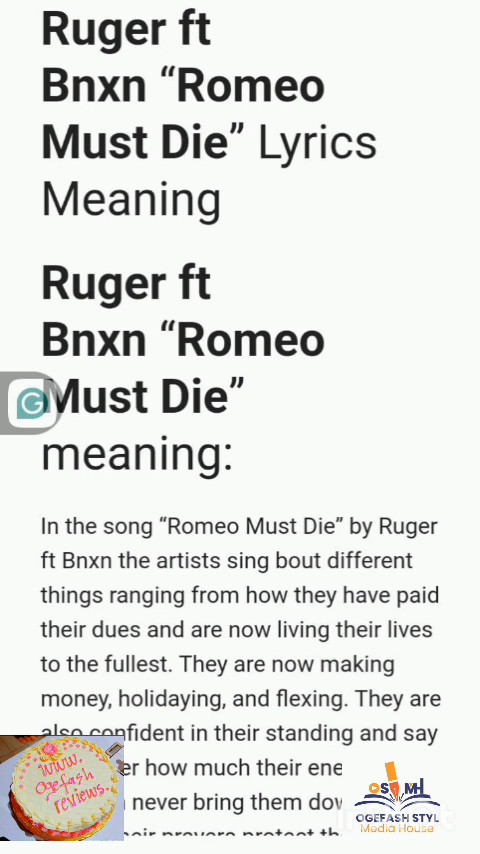 Ruger ft
Bnxn “Romeo
Must Die” Lyrics
Meaning
Ruger ft
Bnxn “Romeo
Must Die”
meaning:
In the song “Romeo Must Die” by Ruger
ft Bnxn the artists sing bout different
things ranging from how they have paid
their dues and are now living their lives
to the fullest. They are now making
money, holidaying, and flexing. They are
also confident in their standing and say
how much their
never bring them
prayers protect
www.
Ogefash
reviews.
OSMH
OGEFASH STYL
Media House